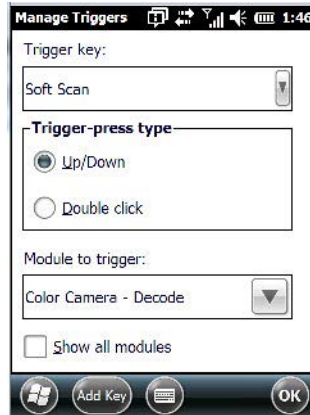 Manage Triggers 1:46
Trigger key:
Soft Scan
Trigger-press type
Up/Down
Double click
Module to trigger:
Color Camera - Decode
Show all modules
Add Key OK